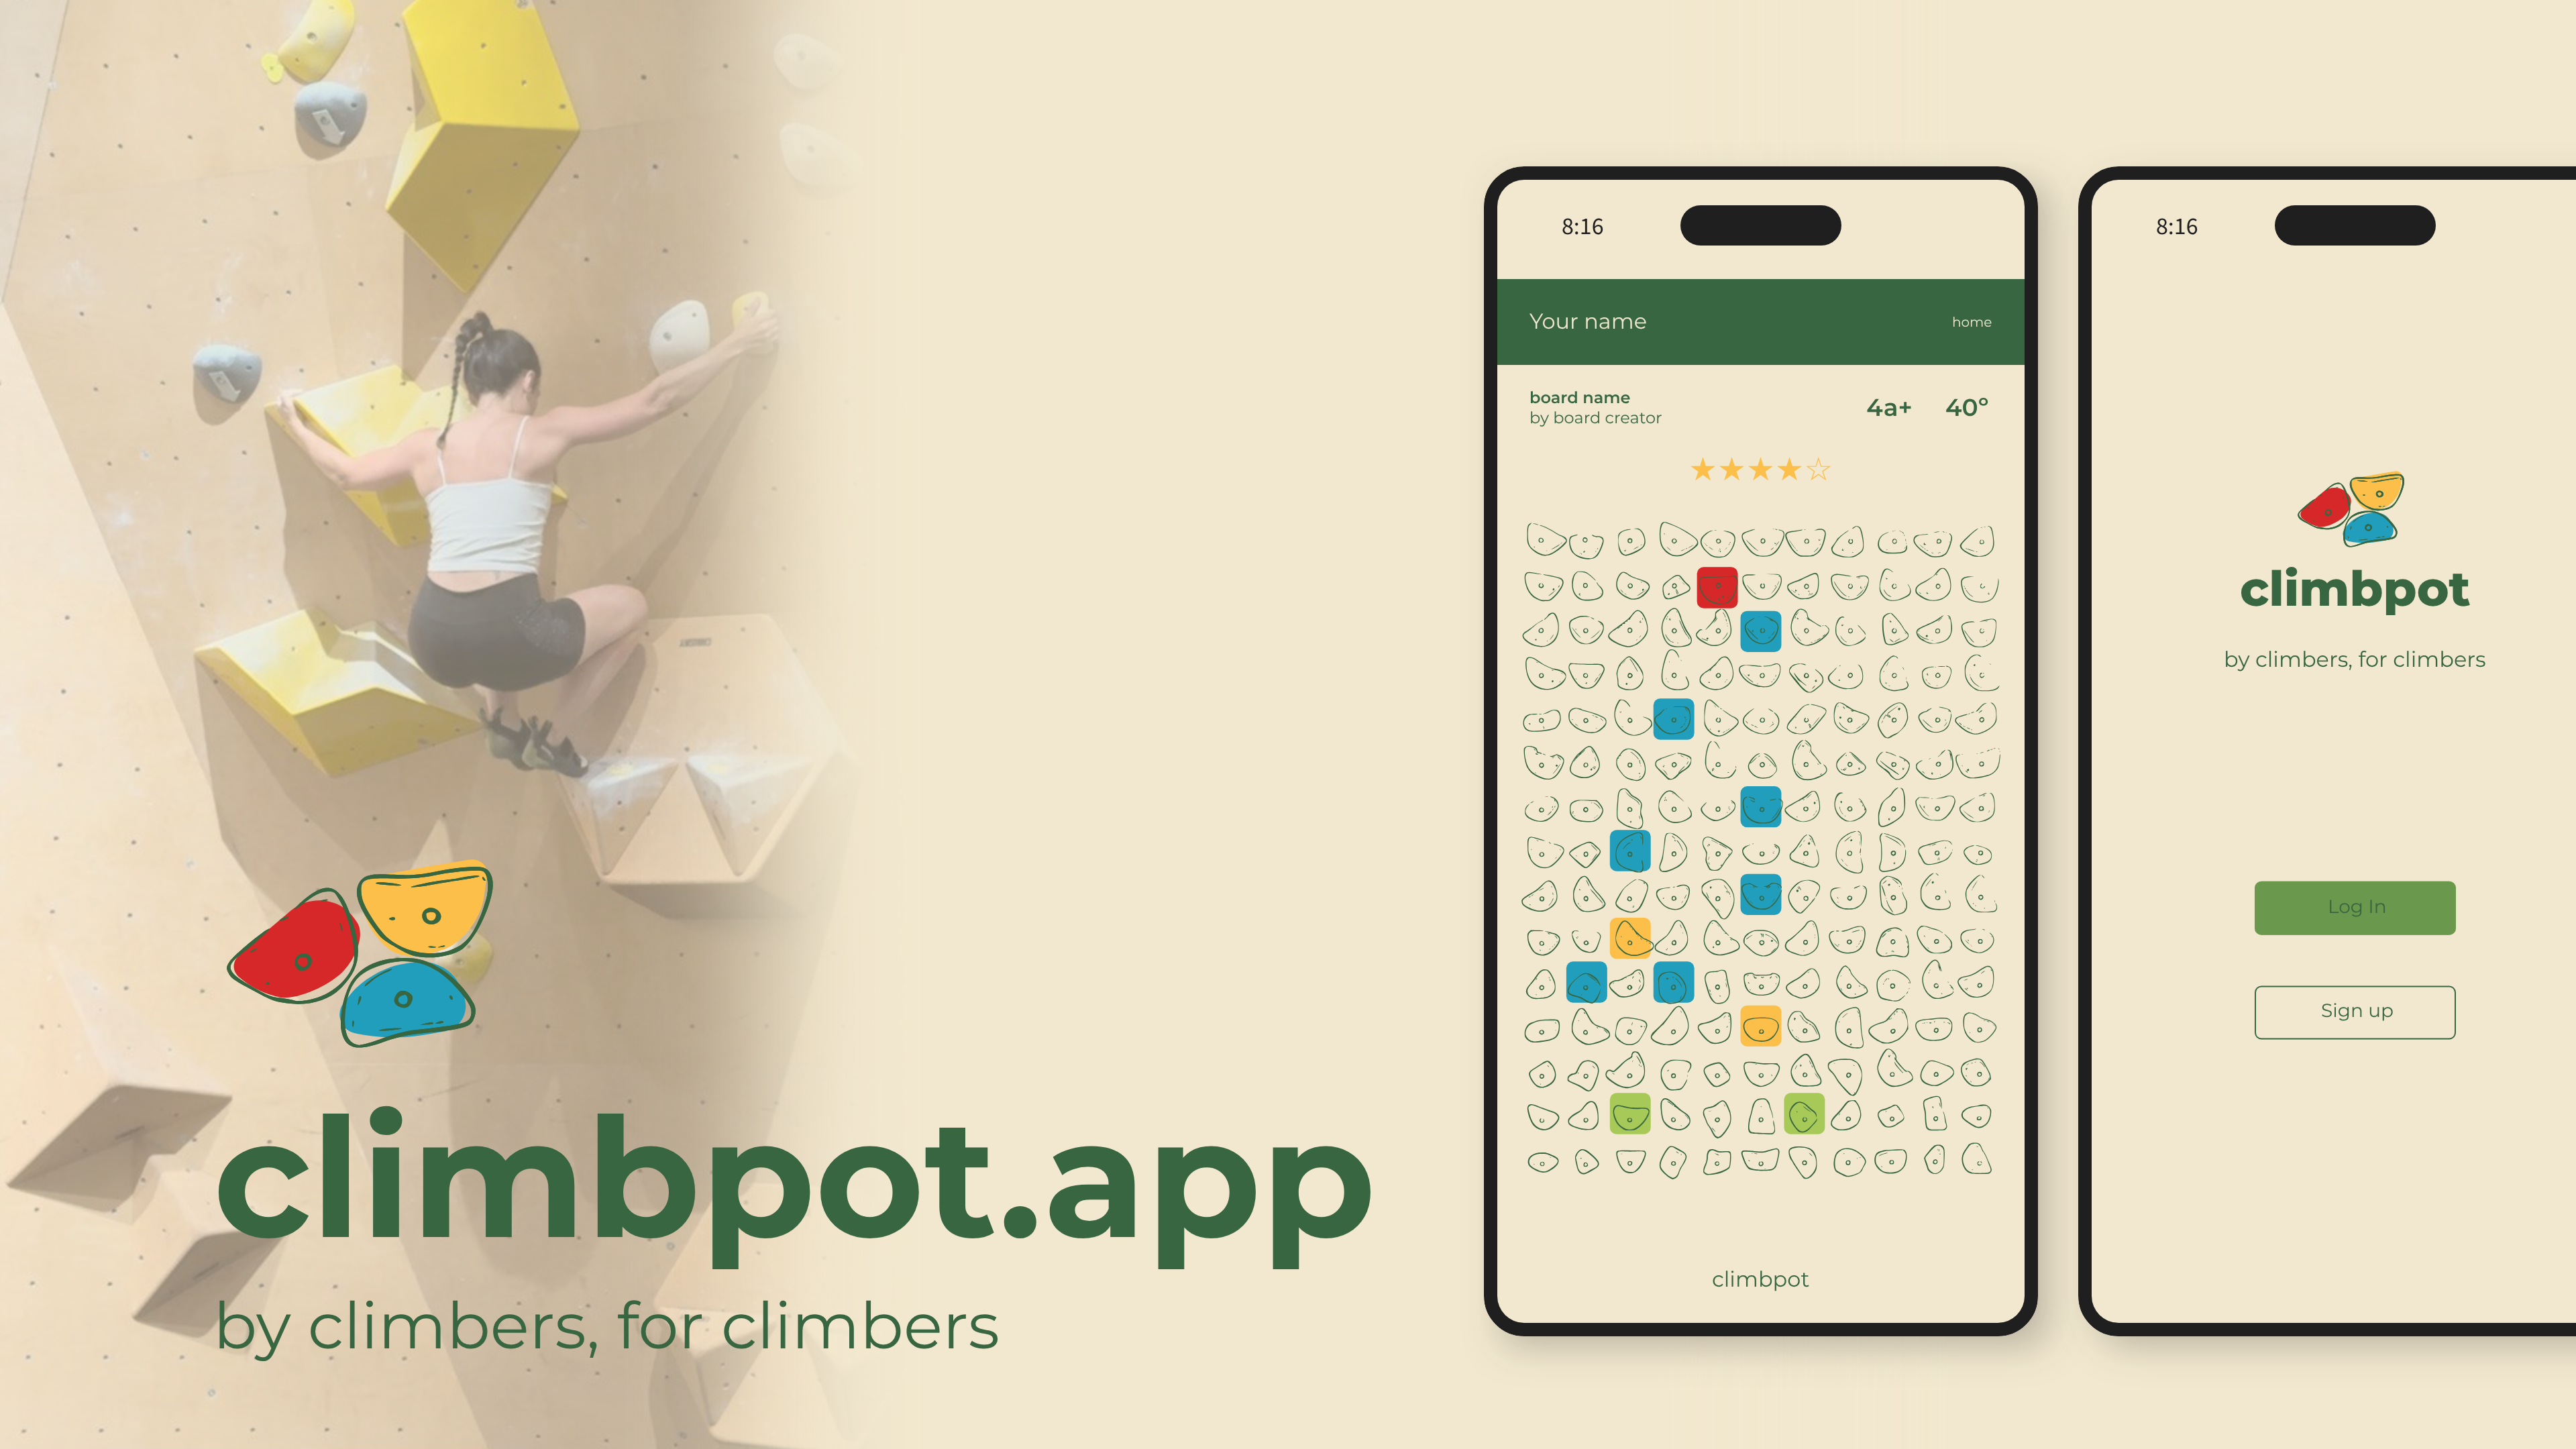 climbpot.app
by climbers, for climbers
8:16
Your name
home
board name
by board creator
4a+
40º
★★★★☆
climbpot
8:16
climbpot
by climbers, for climbers
Log In
Sign up